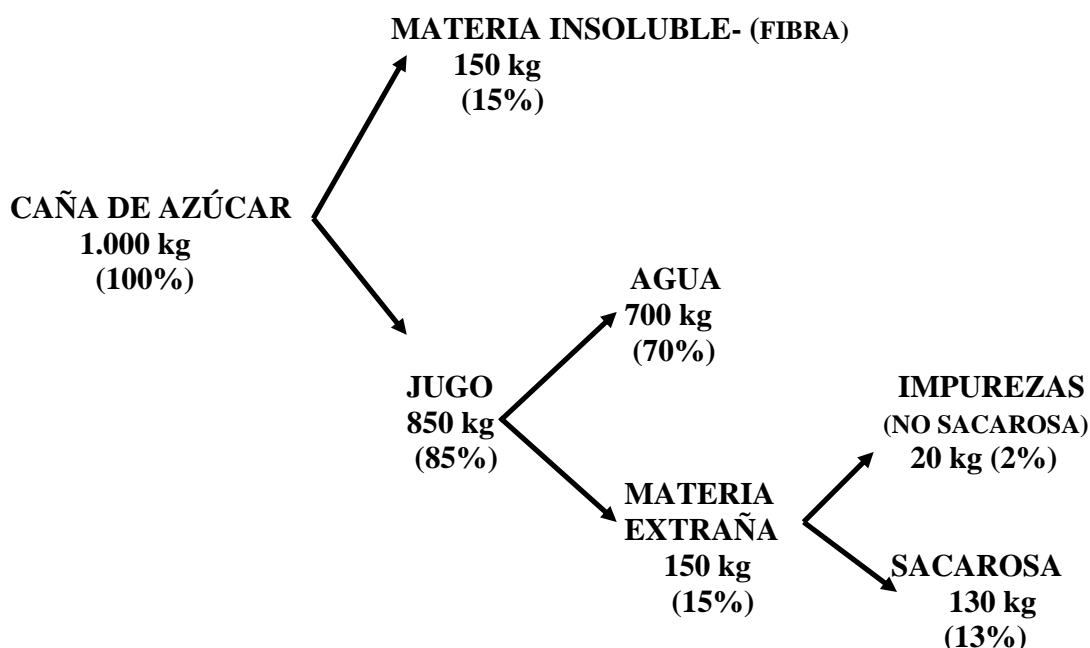 MATERIA INSOLUBLE- (FIBRA)
150 kg
(15%)
CAÑA DE AZÚCAR
1.000 kg
(100%)
AGUA
700 kg
(70%)
JUGO
850 kg
(85%)
IMPUREZAS
(NO SACAROSA)
20 kg (2%)
MATERIA
EXTRAÑA
150 kg
(15%)
SACAROSA
130 kg
(13%)